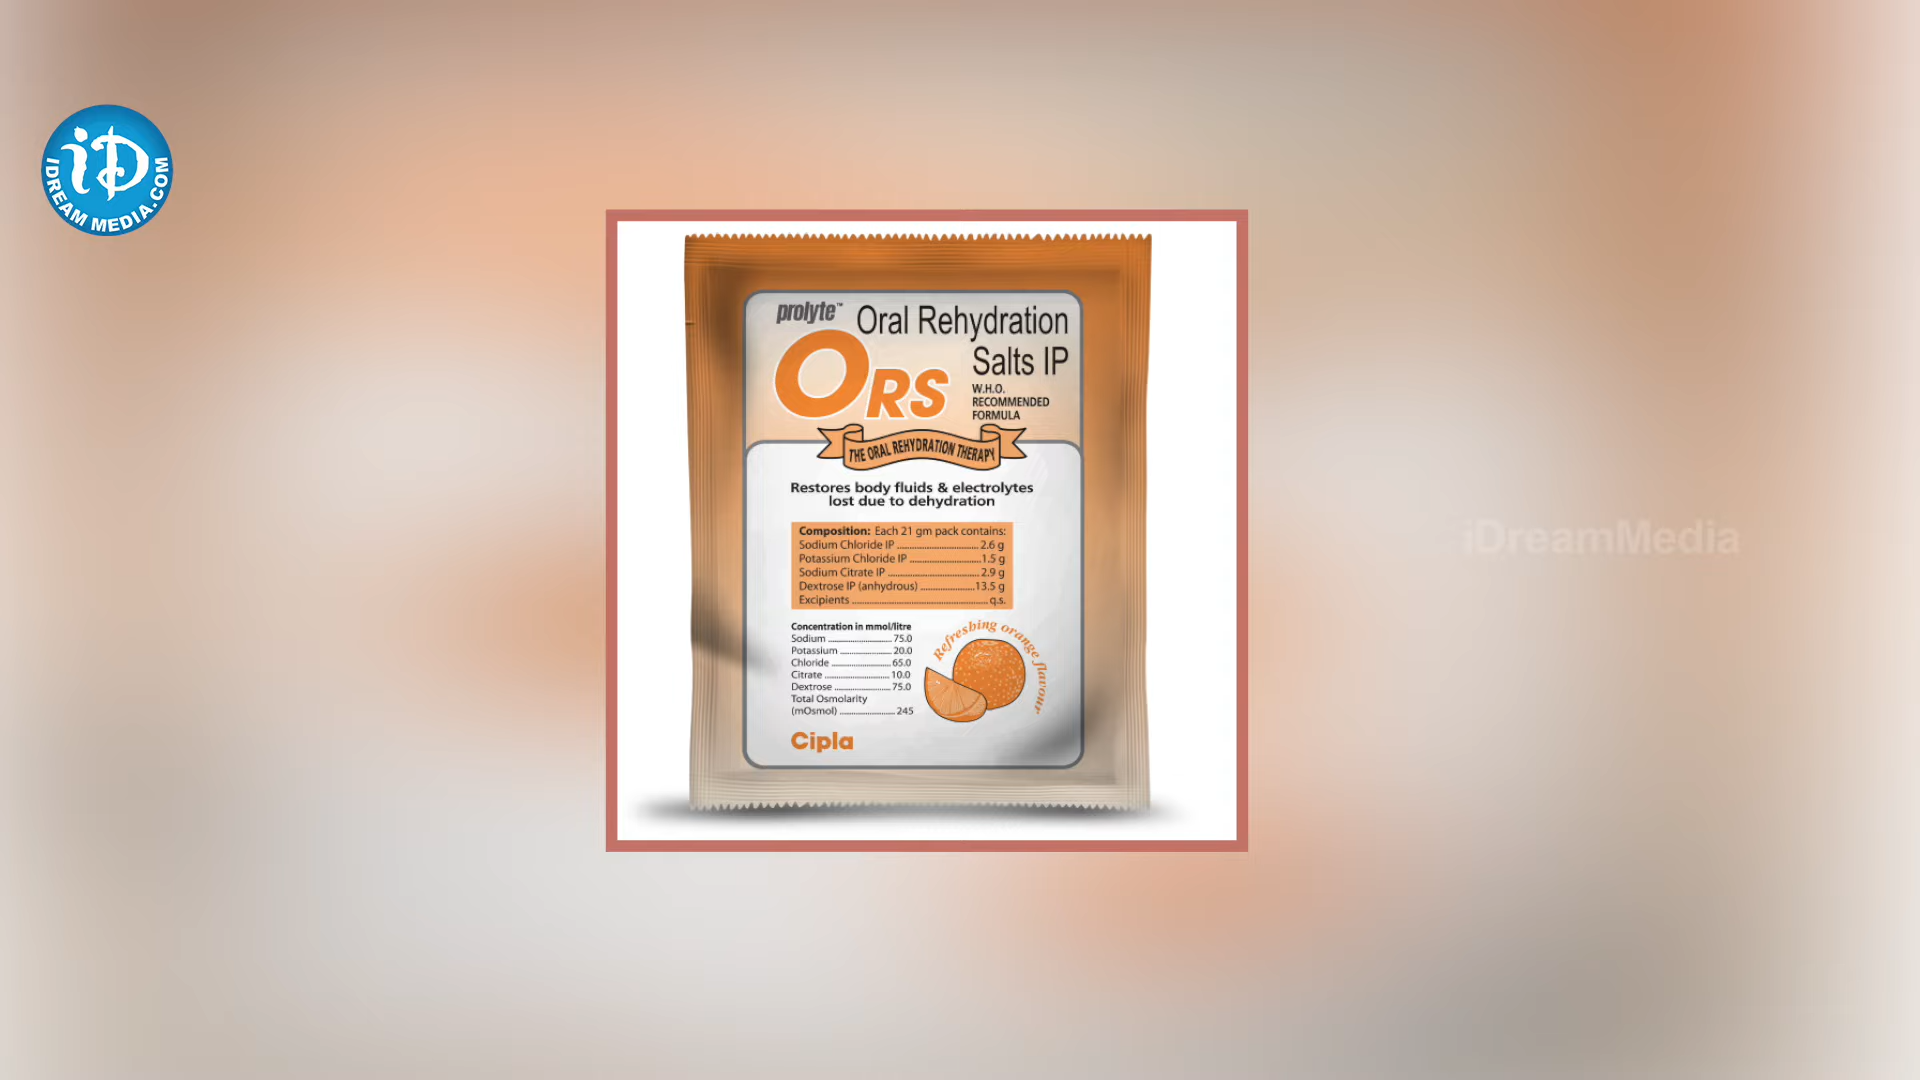 iD
IDREAM MEDIA.COM
prolyte™
Oral Rehydration
Salts IP
ORS
W.H.O.
RECOMMENDED
FORMULA
THE ORAL REHYDRATION THERAPY
Restores body fluids & electrolytes
lost due to dehydration
Composition: Each 21 gm pack contains:
Sodium Chloride IP ........................ 2.6 g
Potassium Chloride IP ..................... 1.5 g
Sodium Citrate IP ........................... 2.9 g
Dextrose IP (anhydrous) ................. 13.5 g
Excipients ........................................ q.s.
Concentration in mmol/litre
Sodium ..................... 75.0
Potassium ................. 20.0
Chloride .................... 65.0
Citrate ...................... 10.0
Dextrose ................... 75.0
Total Osmolarity
(mOsmol) .................. 245
Refreshing orange flavour
Cipla
iDreamMedia